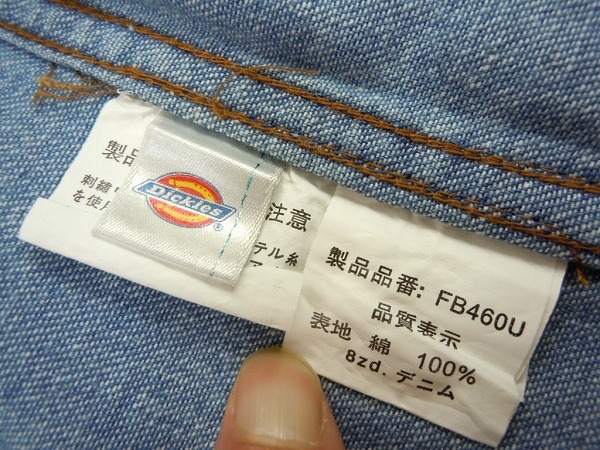 製品
刺繍
を使用
注意
テル糸
Dickies
®
製品品番: FB460U
品質表示
表地 綿 100%
8zd. デニム